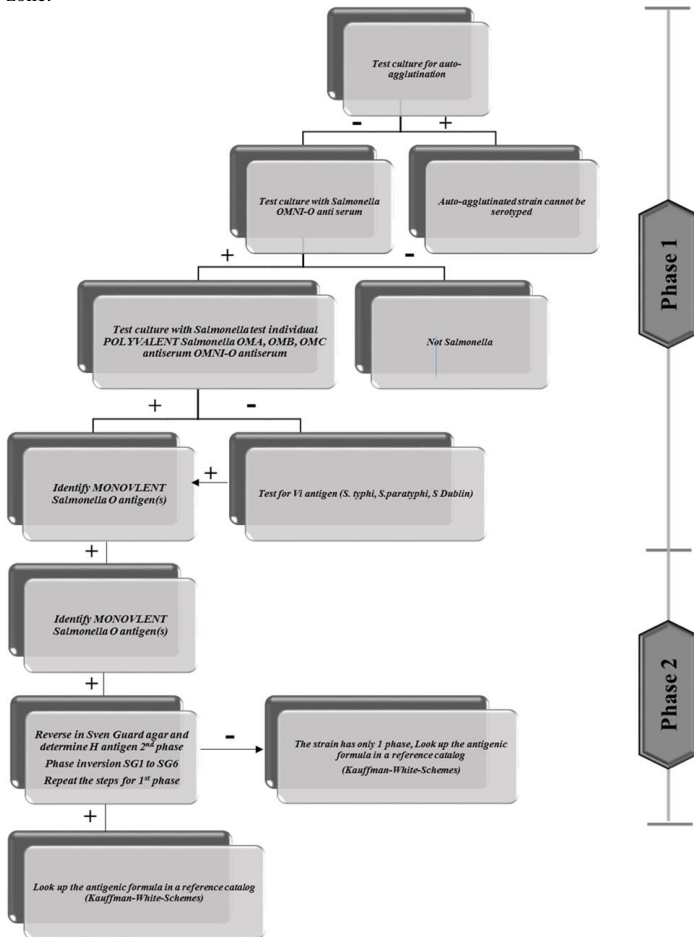 zone.
Test culture for auto-
agglutination
-
+
Test culture with Salmonella
OMNI-O anti serum
Auto-agglutinated strain cannot be
serotyped
+
-
Test culture with Salmonella test individual
POLYVALENT Salmonella OMA, OMB, OMC
antiserum OMNI-O antiserum
Not Salmonella
Phase 1
+
-
Identify MONOVLENT
Salmonella O antigen(s)
+
Test for Vi antigen (S. typhi, S.paratyphi, S Dublin)
+
Identify MONOVLENT
Salmonella O antigen(s)
+
Reverse in Sven Guard agar and
determine H antigen 2nd phase
Phase inversion SG1 to SG6
Repeat the steps for 1st phase
-
The strain has only 1 phase, Look up the antigenic
formula in a reference catalog
(Kauffman-White-Schemes)
Phase 2
+
Look up the antigenic formula in a reference catalog
(Kauffman-White-Schemes)